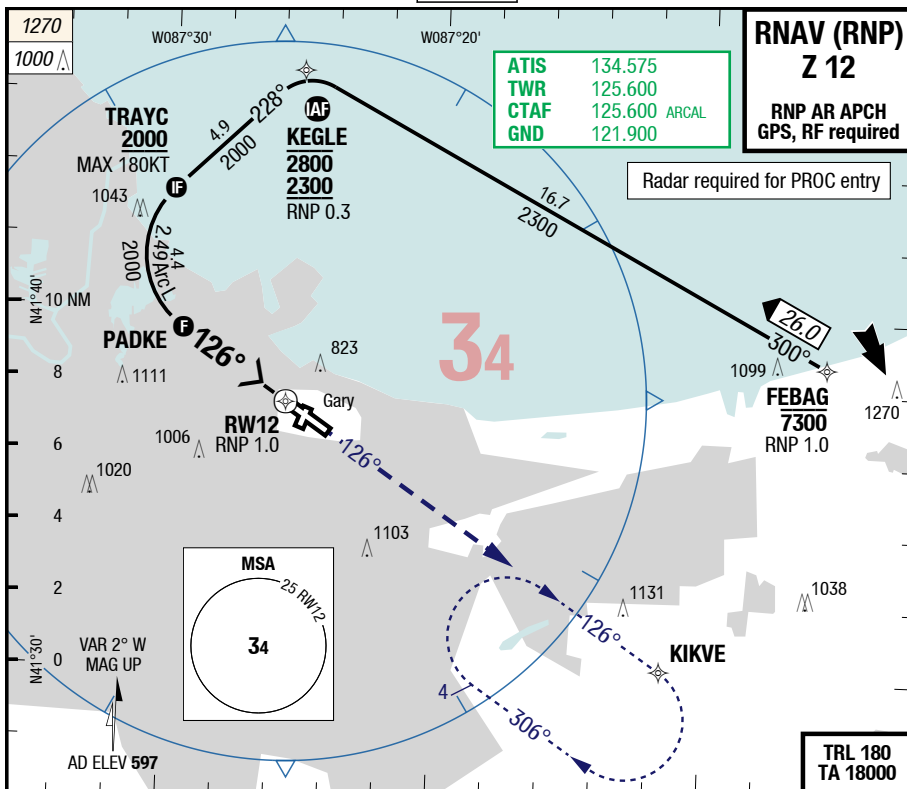 1270
1000
W087°30'
W087°20'
RNAV (RNP)
Z 12
RNP AR APCH
GPS, RF required
ATIS 134.575
TWR 125.600
CTAF 125.600 ARCAL
GND 121.900
Radar required for PROC entry
TRAYC
2000
MAX 180KT
4.9
228°
2000
IAF
KEGLE
2800
2300
RNP 0.3
IF
1043
16.7
2300
4.4
2.49 Arc L
2000
N41°40'
10 NM
PADKE
F
126°
34
26.0
300°
1099
FEBAG
7300
RNP 1.0
1270
823
8
1111
Gary
RW12
RNP 1.0
6
1006
126°
1020
4
1103
MSA
25 RW12
34
2
1131
1038
126°
KIKVE
N41°30'
0
VAR 2° W
MAG UP
4
306°
AD ELEV 597
TRL 180
TA 18000